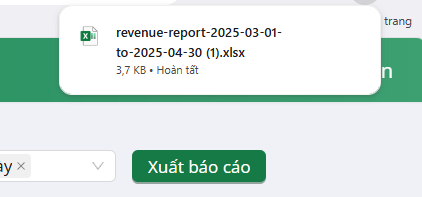 revenue-report-2025-03-01-
to-2025-04-30 (1).xlsx
3,7 KB • Hoàn tất
trang
n
ay ×
Xuất báo cáo